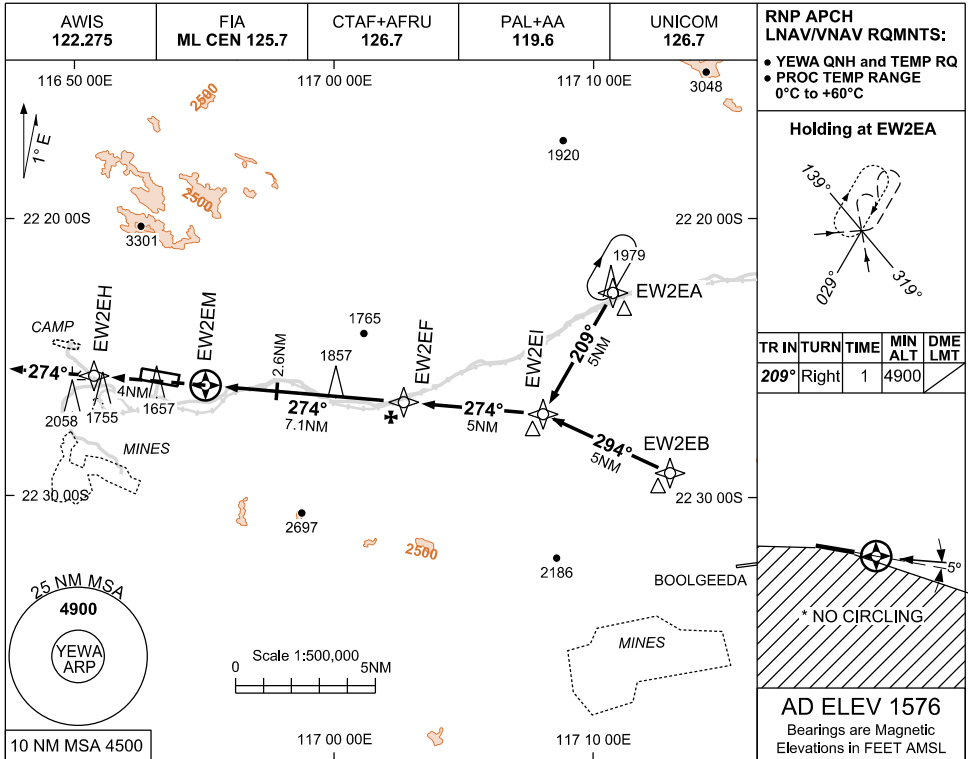 AWIS
122.275
FIA
ML CEN 125.7
CTAF+AFRU
126.7
PAL+AA
119.6
UNICOM
126.7
RNP APCH
LNAV/VNAV RQMNTS:
• YEWA QNH and TEMP RQ
• PROC TEMP RANGE
0°C to +60°C
116 50 00E
117 00 00E
117 10 00E
1° E
2500
3048
1920
2500
22 20 00S
22 20 00S
3301
Holding at EW2EA
139°
029°
319°
1979
EW2EA
209°
5NM
CAMP
EW2EH
EW2EM
1765
2.6NM
1857
EW2EF
EW2EI
274°
4NM
274°
7.1NM
274°
5NM
294°
5NM
EW2EB
2058
1755
1657
MINES
22 30 00S
22 30 00S
2697
2500
2186
BOOLGEEDA
TR IN TURN TIME MIN ALT DME LMT
209° Right 1 4900
5°
* NO CIRCLING
25 NM MSA
4900
YEWA
ARP
Scale 1:500,000
0 5NM
MINES
10 NM MSA 4500
117 00 00E
117 10 00E
AD ELEV 1576
Bearings are Magnetic
Elevations in FEET AMSL